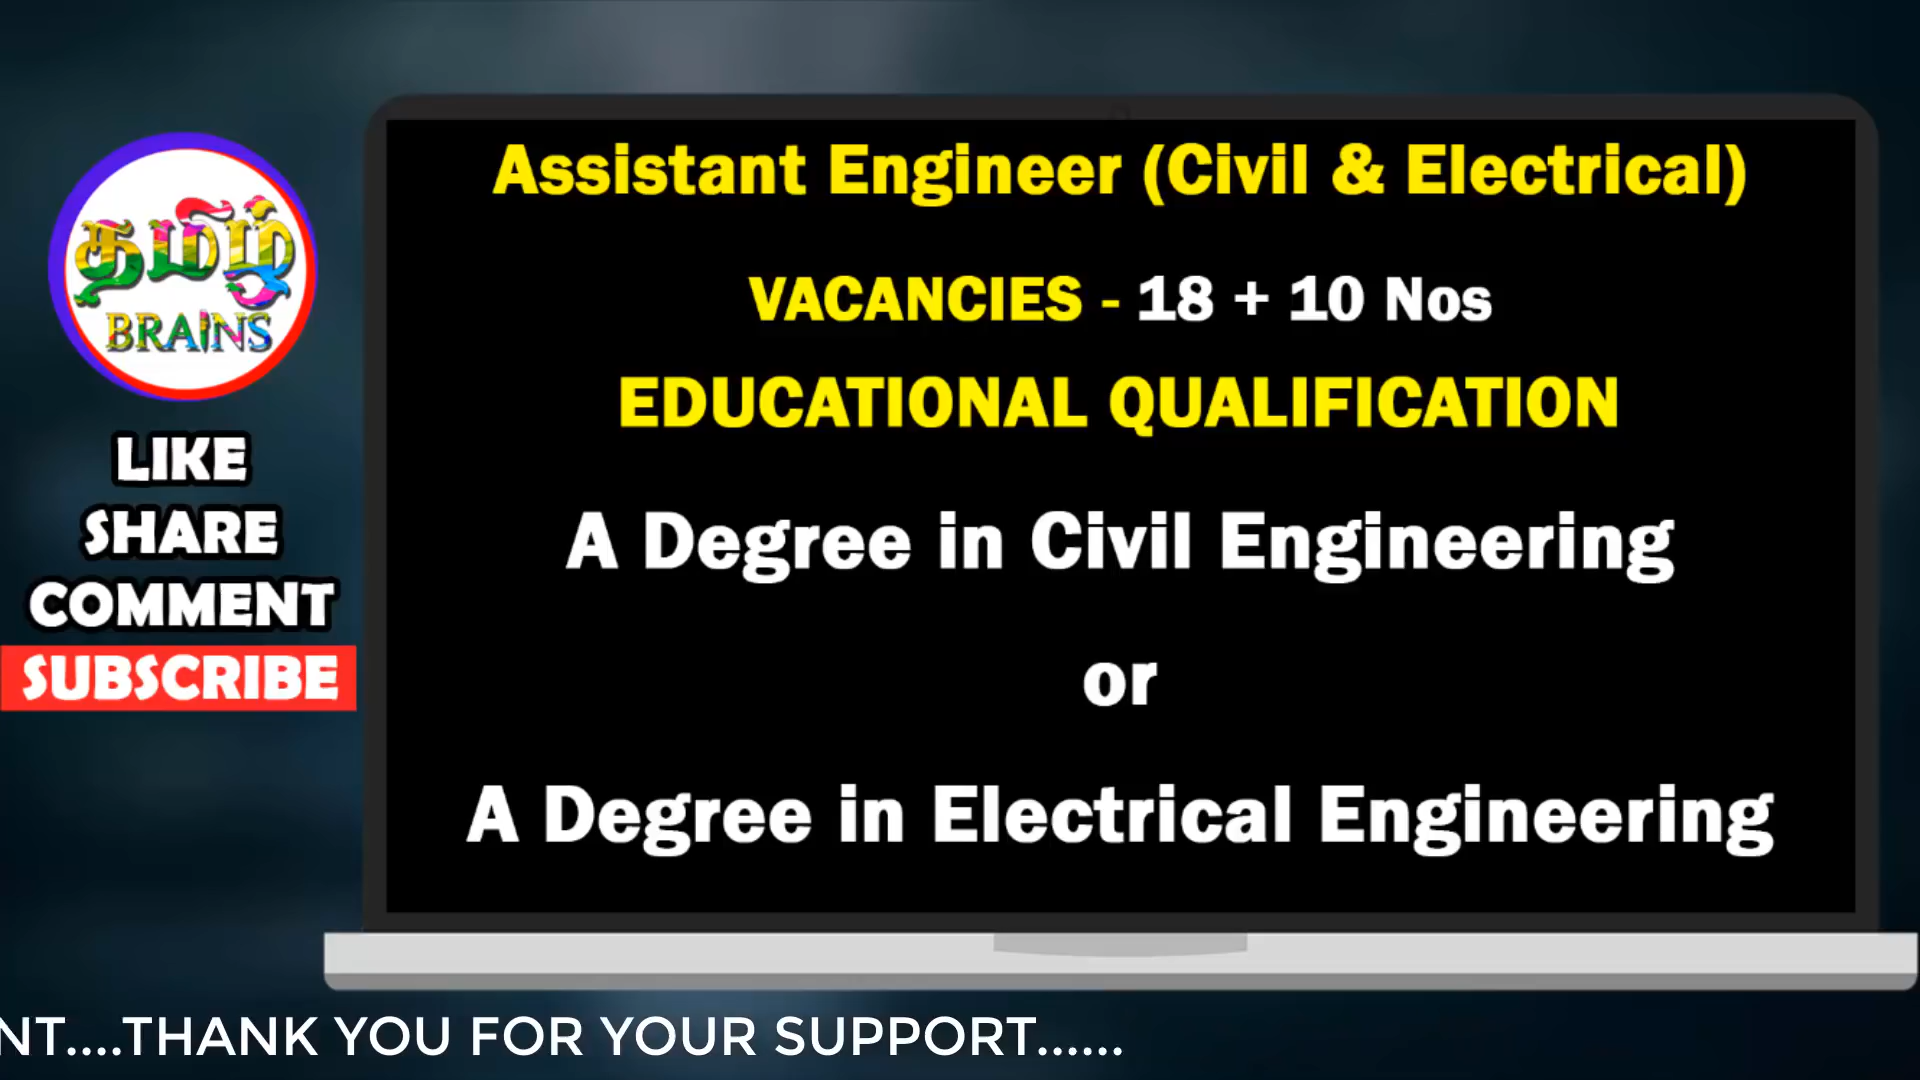 தமிழ்
BRAINS
LIKE
SHARE
COMMENT
SUBSCRIBE
Assistant Engineer (Civil & Electrical)
VACANCIES - 18 + 10 Nos
EDUCATIONAL QUALIFICATION
A Degree in Civil Engineering
or
A Degree in Electrical Engineering
NT....THANK YOU FOR YOUR SUPPORT......